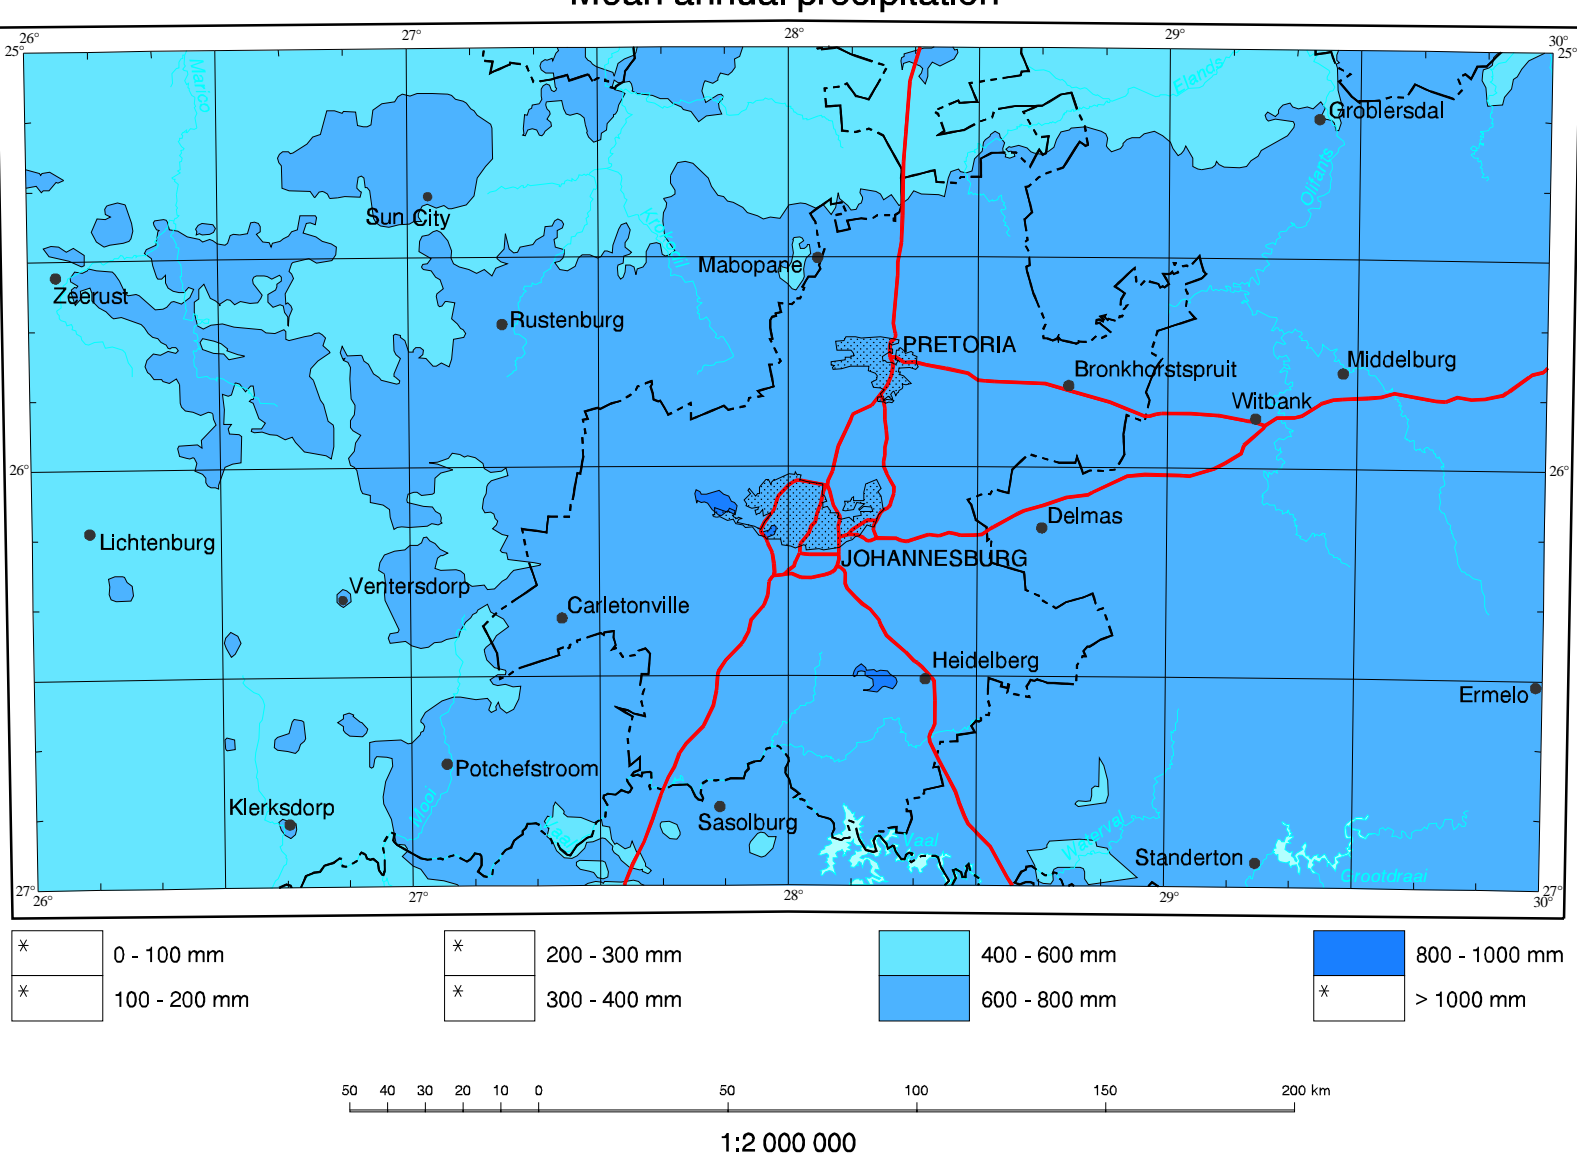 Mean annual precipitation
26°
27°
28°
29°
30°
25°
25°
Marico
Elands
Groblersdal
Olifants
Sun City
Krokodil
Mabopane
Zeerust
Rustenburg
PRETORIA
Bronkhorstspruit
Middelburg
Witbank
26°
26°
Delmas
Lichtenburg
JOHANNESBURG
Ventersdorp
Carletonville
Heidelberg
Ermelo
Potchefstroom
Mooi
Klerksdorp
Sasolburg
Vaal
Vaal
Waterval
Standerton
Grootdraai
27°
27°
26°
27°
28°
29°
30°
* 0 - 100 mm
* 200 - 300 mm
400 - 600 mm
800 - 1000 mm
* 100 - 200 mm
* 300 - 400 mm
600 - 800 mm
* > 1000 mm
50 40 30 20 10 0 50 100 150 200 km
1:2 000 000